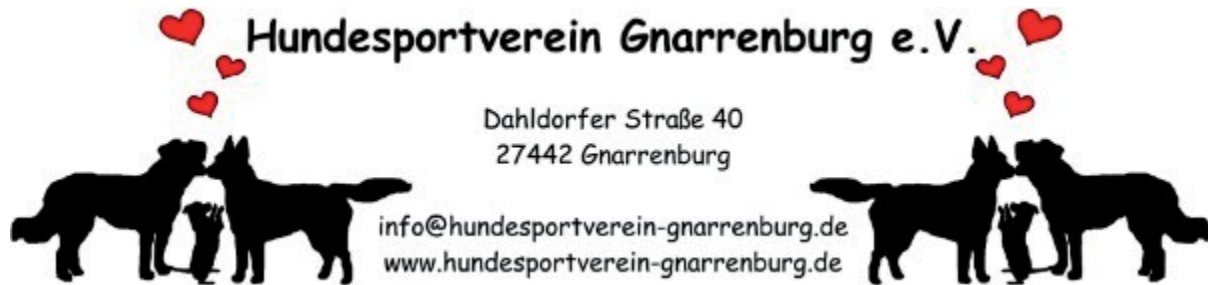 Hundesportverein Gnarrenburg e.V.
Dahldorfer Straße 40
27442 Gnarrenburg
info@hundesportverein-gnarrenburg.de
www.hundesportverein-gnarrenburg.de